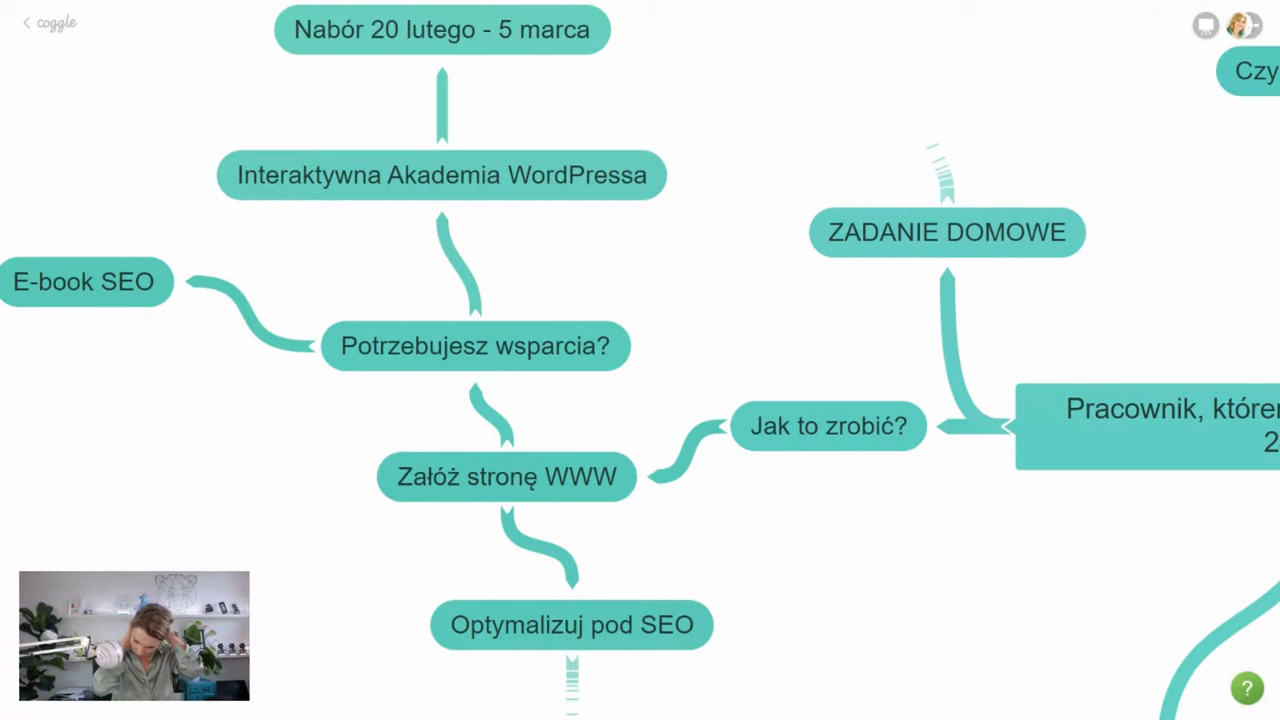 coggle
Nabór 20 lutego - 5 marca
Czy
Interaktywna Akademia WordPressa
ZADANIE DOMOWE
E-book SEO
Potrzebujesz wsparcia?
Pracownik, które
2
Jak to zrobić?
Załóż stronę WWW
Optymalizuj pod SEO
?